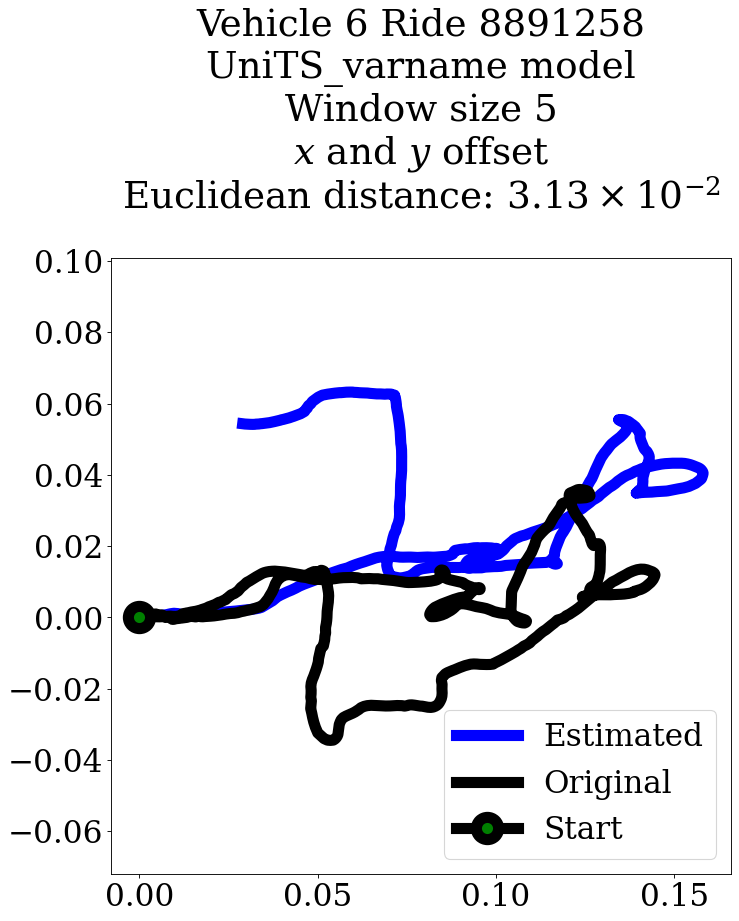 Vehicle 6 Ride 8891258
UniTS_varname model
Window size 5
x and y offset
Euclidean distance: 3.13 × 10⁻²
0.10
0.08
0.06
0.04
0.02
0.00
−0.02
−0.04
−0.06
Estimated
Original
Start
0.00 0.05 0.10 0.15